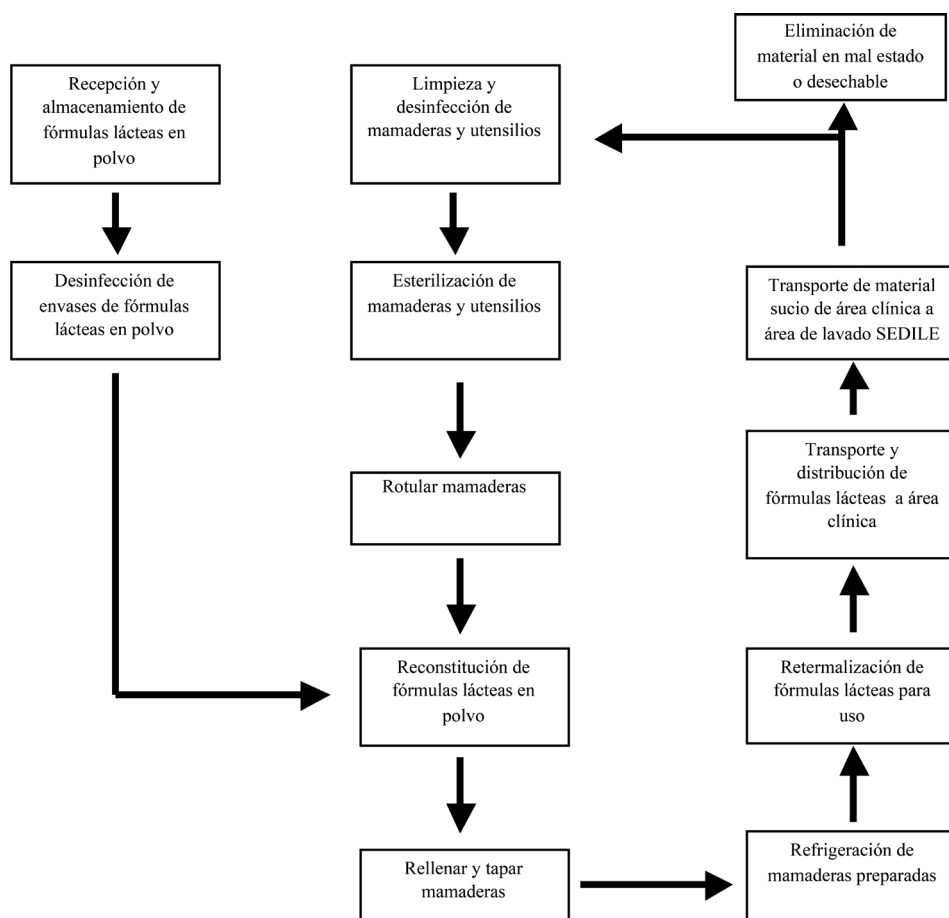 Recepción y
almacenamiento de
fórmulas lácteas en
polvo
Desinfección de
envases de fórmulas
lácteas en polvo
Limpieza y
desinfección de
mamaderas y utensilios
Esterilización de
mamaderas y utensilios
Rotular mamaderas
Reconstitución de
fórmulas lácteas en
polvo
Rellenar y tapar
mamaderas
Refrigeración de
mamaderas preparadas
Retermalización de
fórmulas lácteas para
uso
Transporte y
distribución de
fórmulas lácteas a área
clínica
Transporte de material
sucio de área clínica a
área de lavado SEDILE
Eliminación de
material en mal estado
o desechable